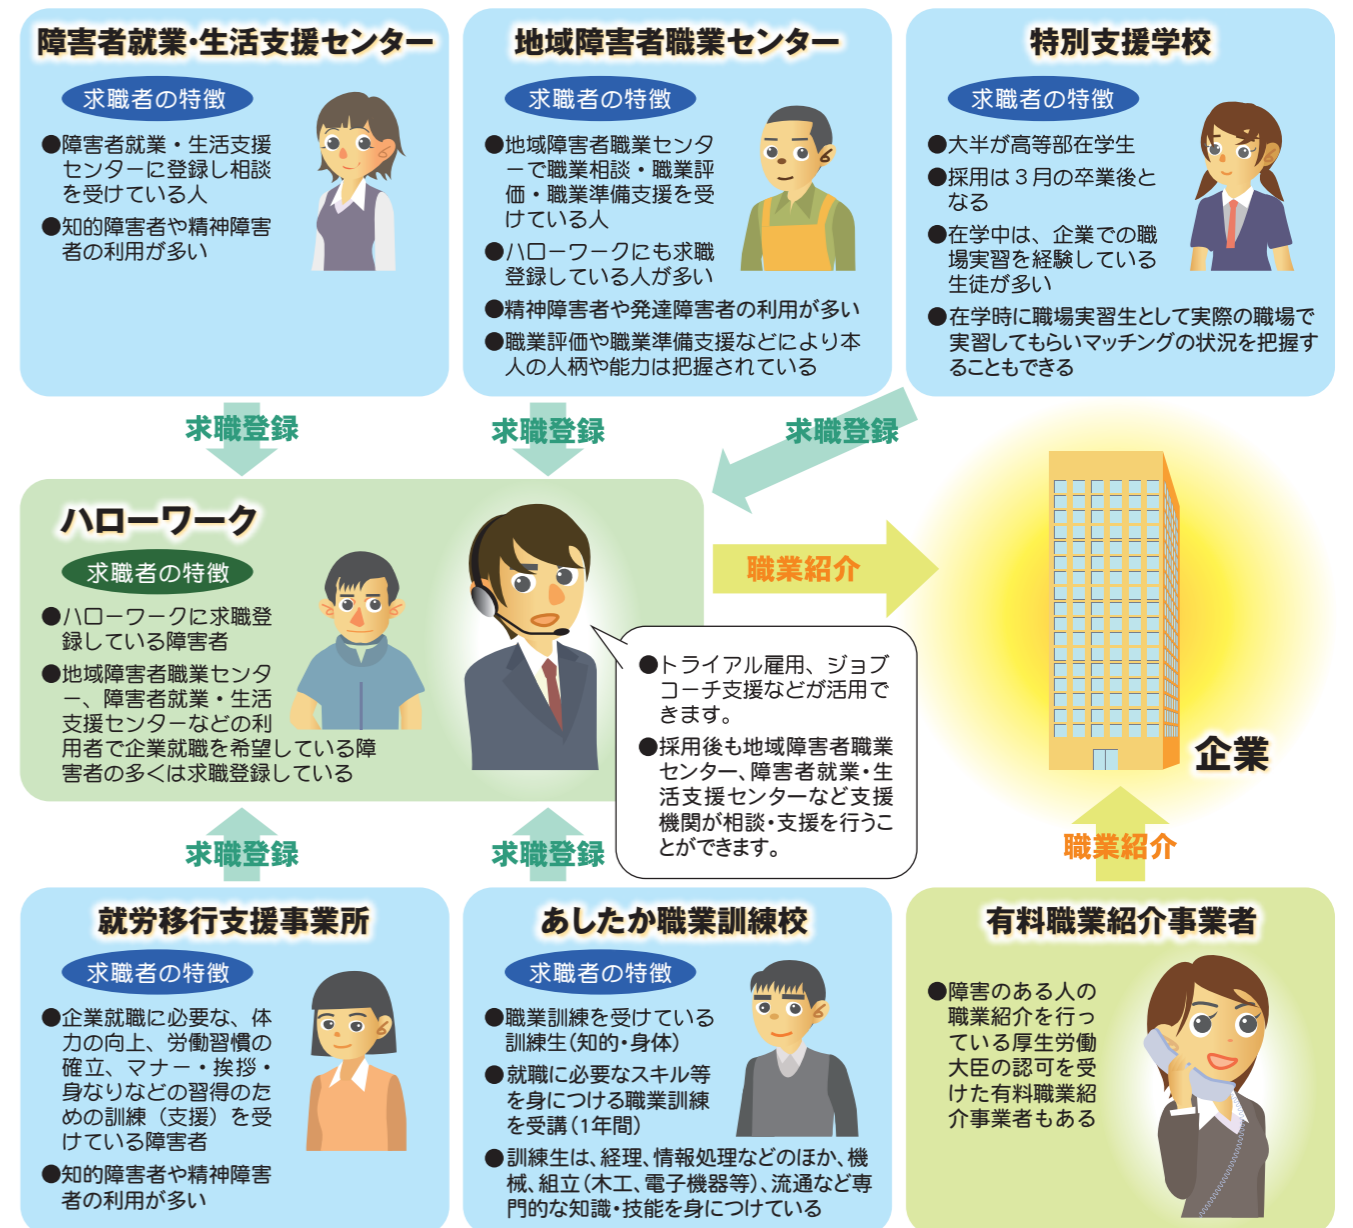 障害者就業・生活支援センター
求職者の特徴
●障害者就業・生活支援
センターに登録し相談
を受けている人
●知的障害者や精神障害
者の利用が多い
地域障害者職業センター
求職者の特徴
●地域障害者職業センタ
ーで職業相談・職業評
価・職業準備支援を受
けている人
●ハローワークにも求職
登録している人が多い
●精神障害者や発達障害者の利用が多い
●職業評価や職業準備支援などにより本
人の人柄や能力は把握されている
特別支援学校
求職者の特徴
●大半が高等部在学生
●採用は3月の卒業後と
なる
●在学中は、企業での職
場実習を経験している
生徒が多い
●在学時に職場実習生として実際の職場で
実習してもらいマッチングの状況を把握す
ることもできる
求職登録
求職登録
求職登録
ハローワーク
求職者の特徴
●ハローワークに求職登
録している障害者
●地域障害者職業センタ
ー、障害者就業・生活
支援センターなどの利
用者で企業就職を希望している障
害者の多くは求職登録している
職業紹介
●トライアル雇用、ジョブ
コーチ支援などが活用で
きます。
●採用後も地域障害者職業
センター、障害者就業・生
活支援センターなど支援
機関が相談・支援を行うこ
とができます。
企業
求職登録
求職登録
職業紹介
就労移行支援事業所
求職者の特徴
●企業就職に必要な、体
力の向上、労働習慣の
確立、マナー・挨拶・
身なりなどの習得のた
めの訓練（支援）を受
けている障害者
●知的障害者や精神障害
者の利用が多い
あしたか職業訓練校
求職者の特徴
●職業訓練を受けている
訓練生(知的・身体)
●就職に必要なスキル等
を身につける職業訓練
を受講(1年間)
●訓練生は、経理、情報処理などのほか、機
械、組立(木工、電子機器等)、流通など専
門的な知識・技能を身につけている
有料職業紹介事業者
●障害のある人の
職業紹介を行っ
ている厚生労働
大臣の認可を受
けた有料職業紹
介事業者もある